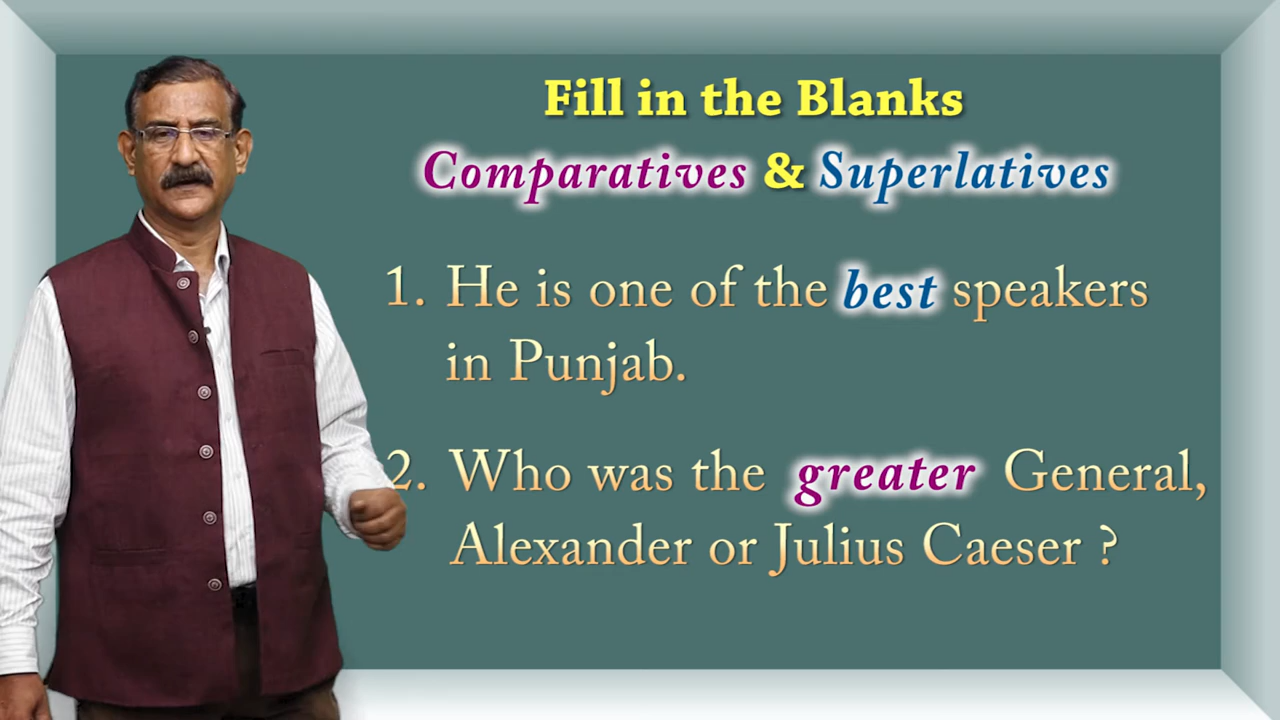 Fill in the Blanks
Comparatives & Superlatives
1. He is one of the best speakers
in Punjab.
2. Who was the greater General,
Alexander or Julius Caeser ?